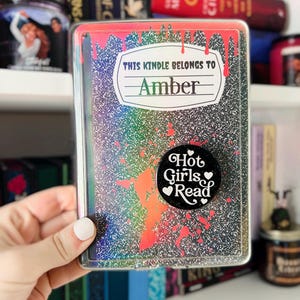 THIS KINDLE BELONGS TO
Amber
Hot
Girls
Read